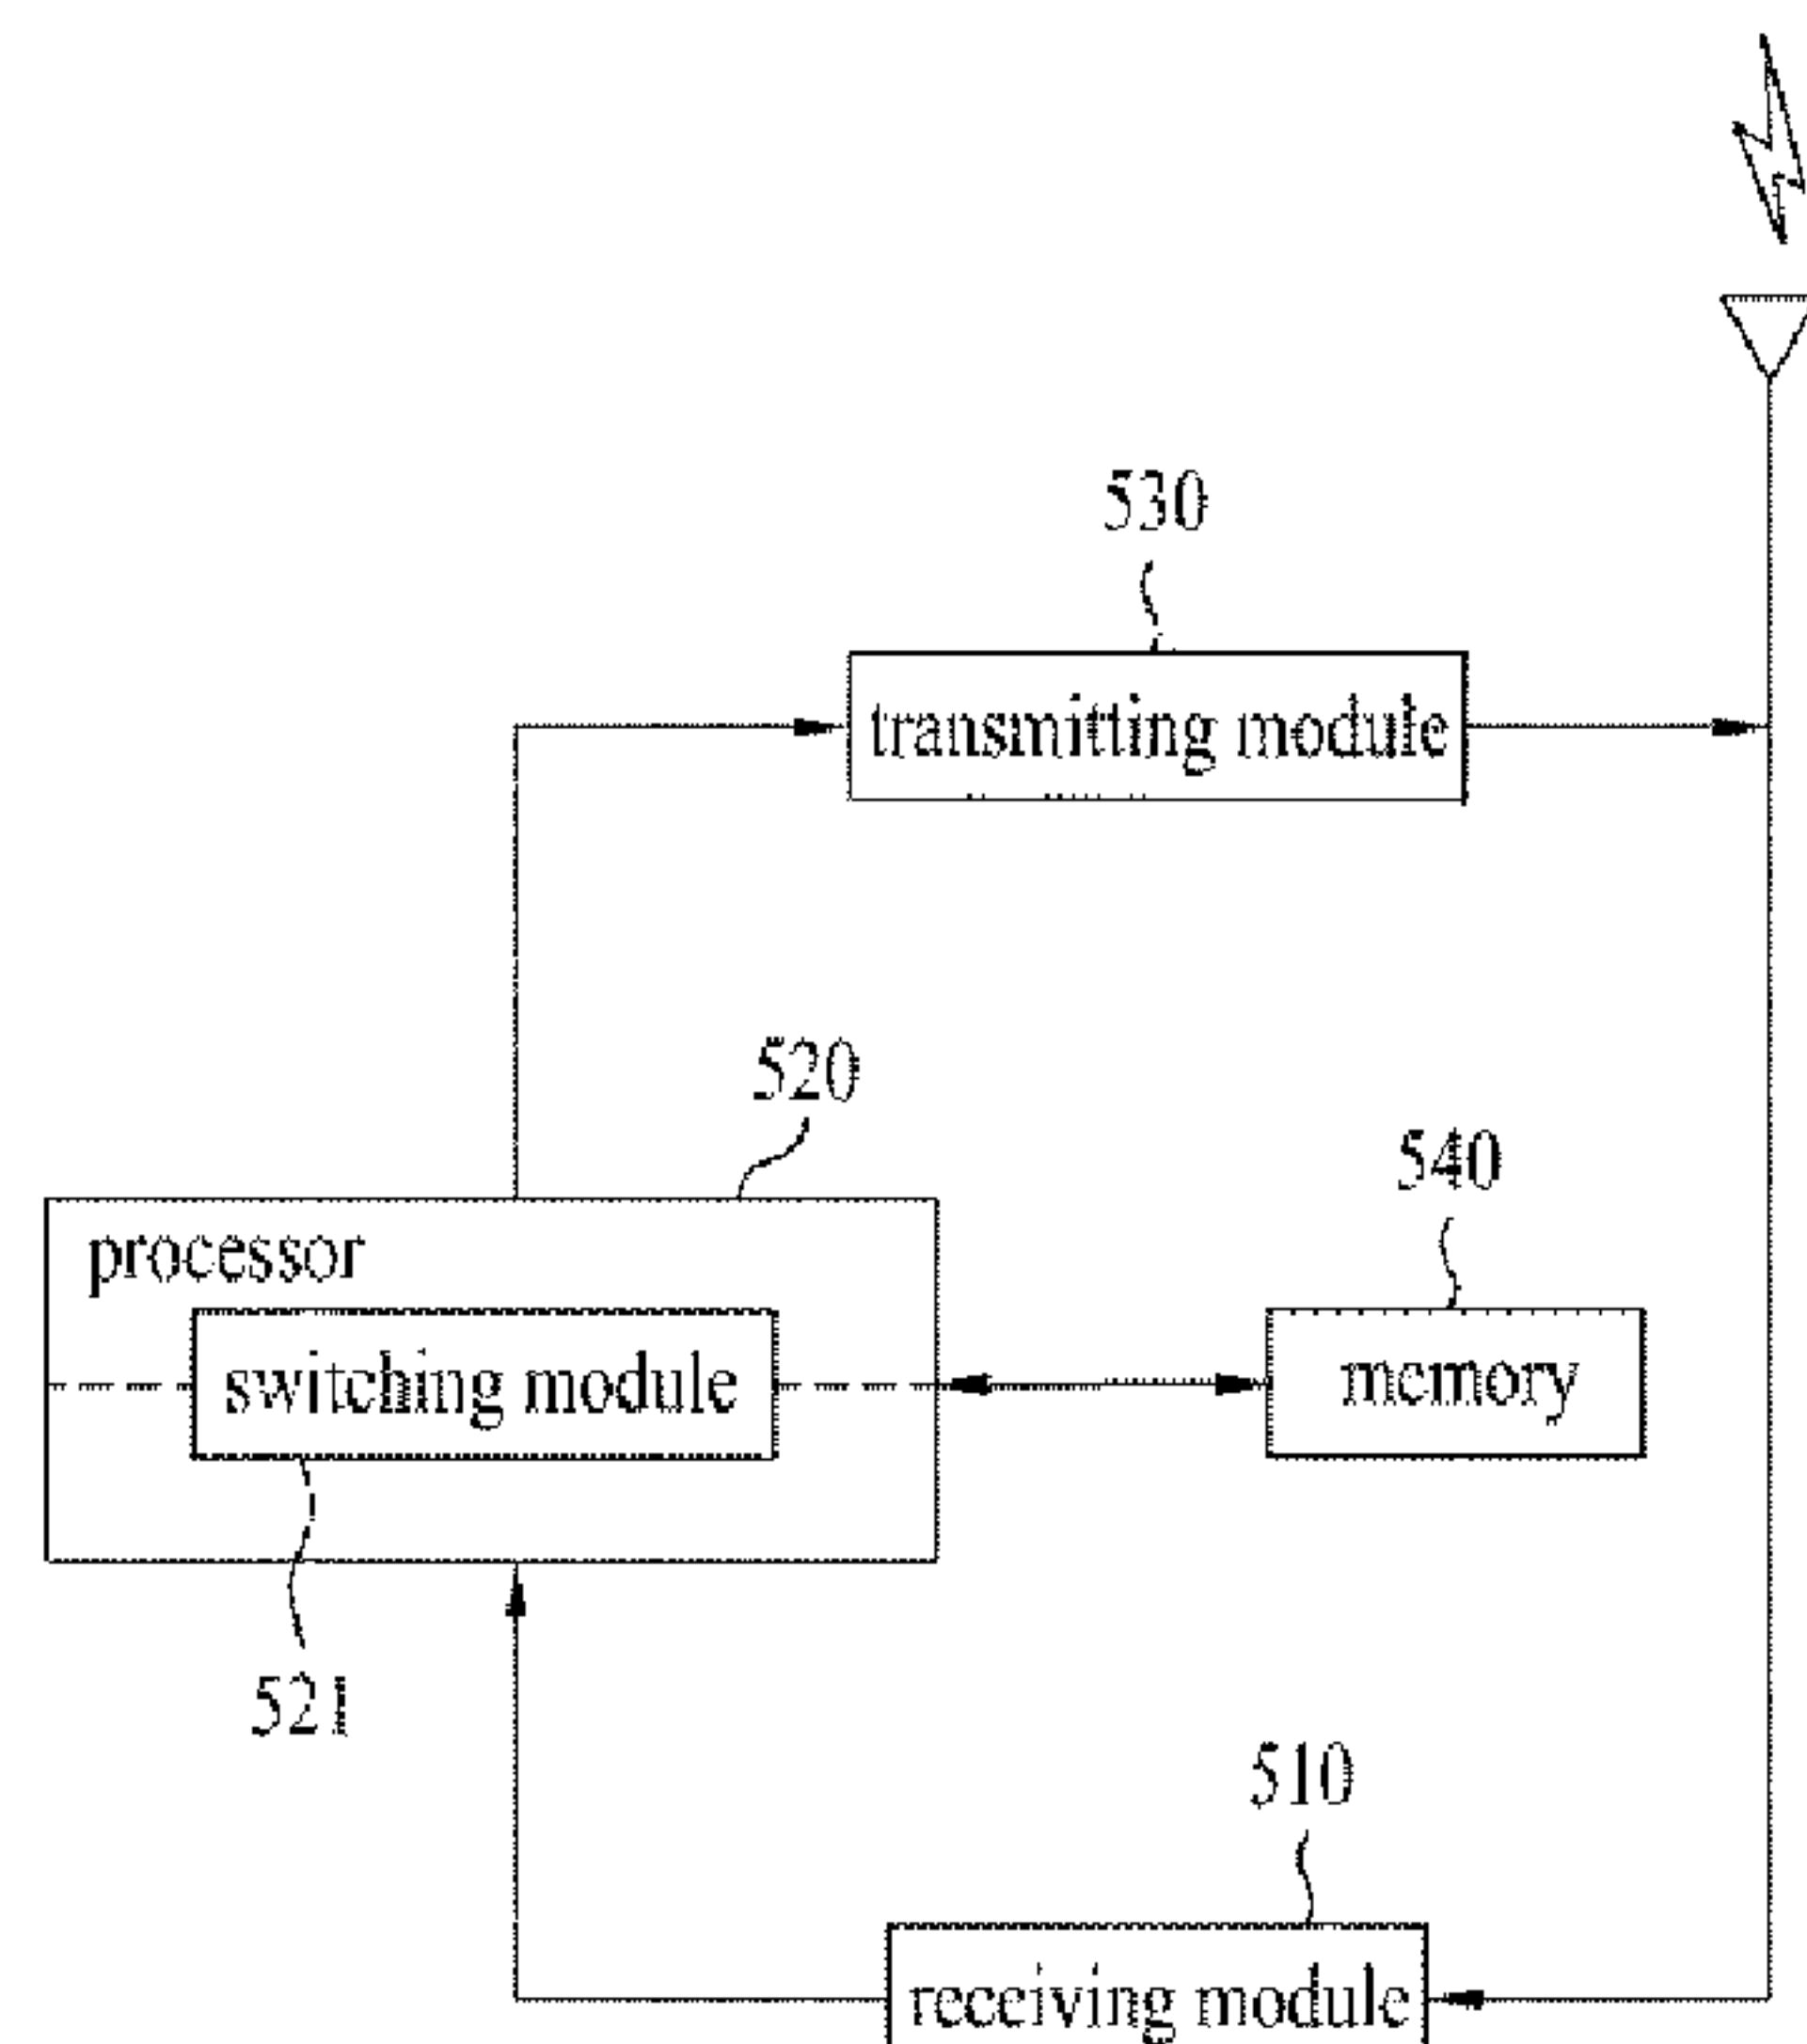 530
transmitting module
520
540
processor
switching module
memory
521
510
receiving module